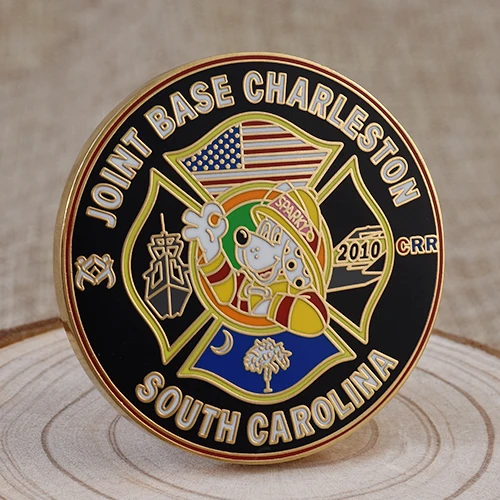 JOINT BASE CHARLESTON
SPARKY
2010
CRR
SOUTH CAROLINA